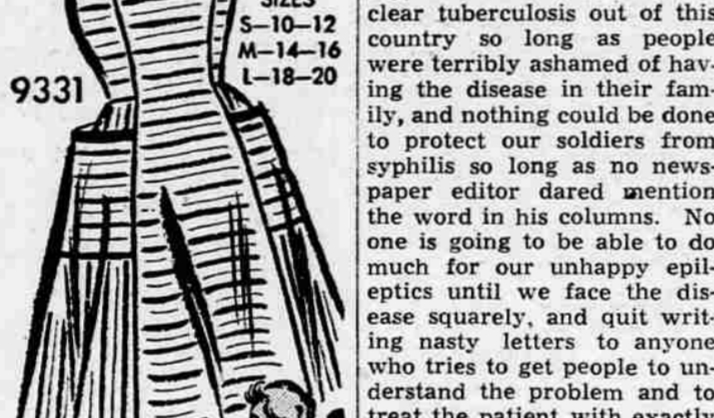 SIZES
S—10—12
M—14—16
L—18—20
9331
clear tuberculosis out of this
country so long as people
were terribly ashamed of hav-
ing the disease in their fam-
ily, and nothing could be done
to protect our soldiers from
syphilis so long as no news-
paper editor dared mention
the word in his columns. No
one is going to be able to do
much for our unhappy epil-
eptics until we face the dis-
ease squarely, and quit writ-
ing nasty letters to anyone
who tries to get people to un-
derstand the problem and to
treat the patient with exactly